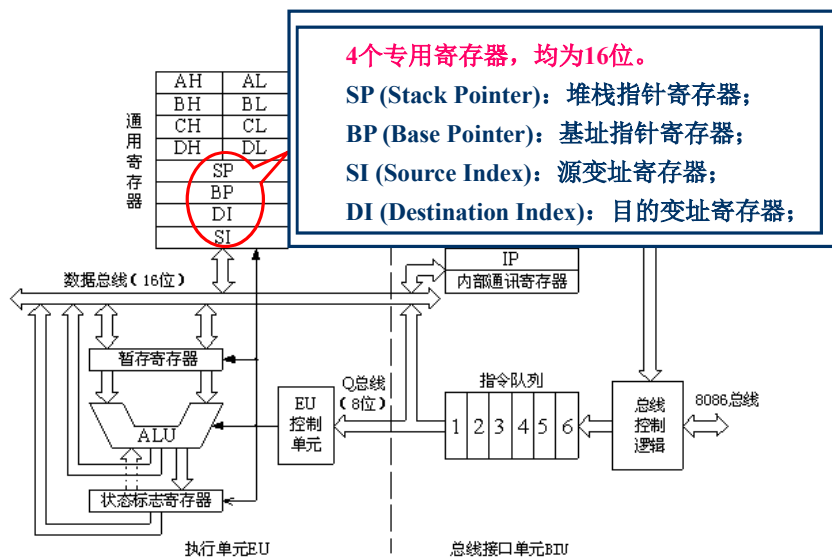 4个专用寄存器，均为16位。
SP (Stack Pointer)：堆栈指针寄存器；
BP (Base Pointer)：基址指针寄存器；
SI (Source Index)：源变址寄存器；
DI (Destination Index)：目的变址寄存器；
通用寄存器
AH AL
BH BL
CH CL
DH DL
SP
BP
DI
SI
IP
内部通讯寄存器
数据总线（16位）
暂存寄存器
ALU
状态标志寄存器
EU
控制
单元
Q总线
（8位）
指令队列
1 2 3 4 5 6
总线
控制
逻辑
8086总线
执行单元EU
总线接口单元BIU